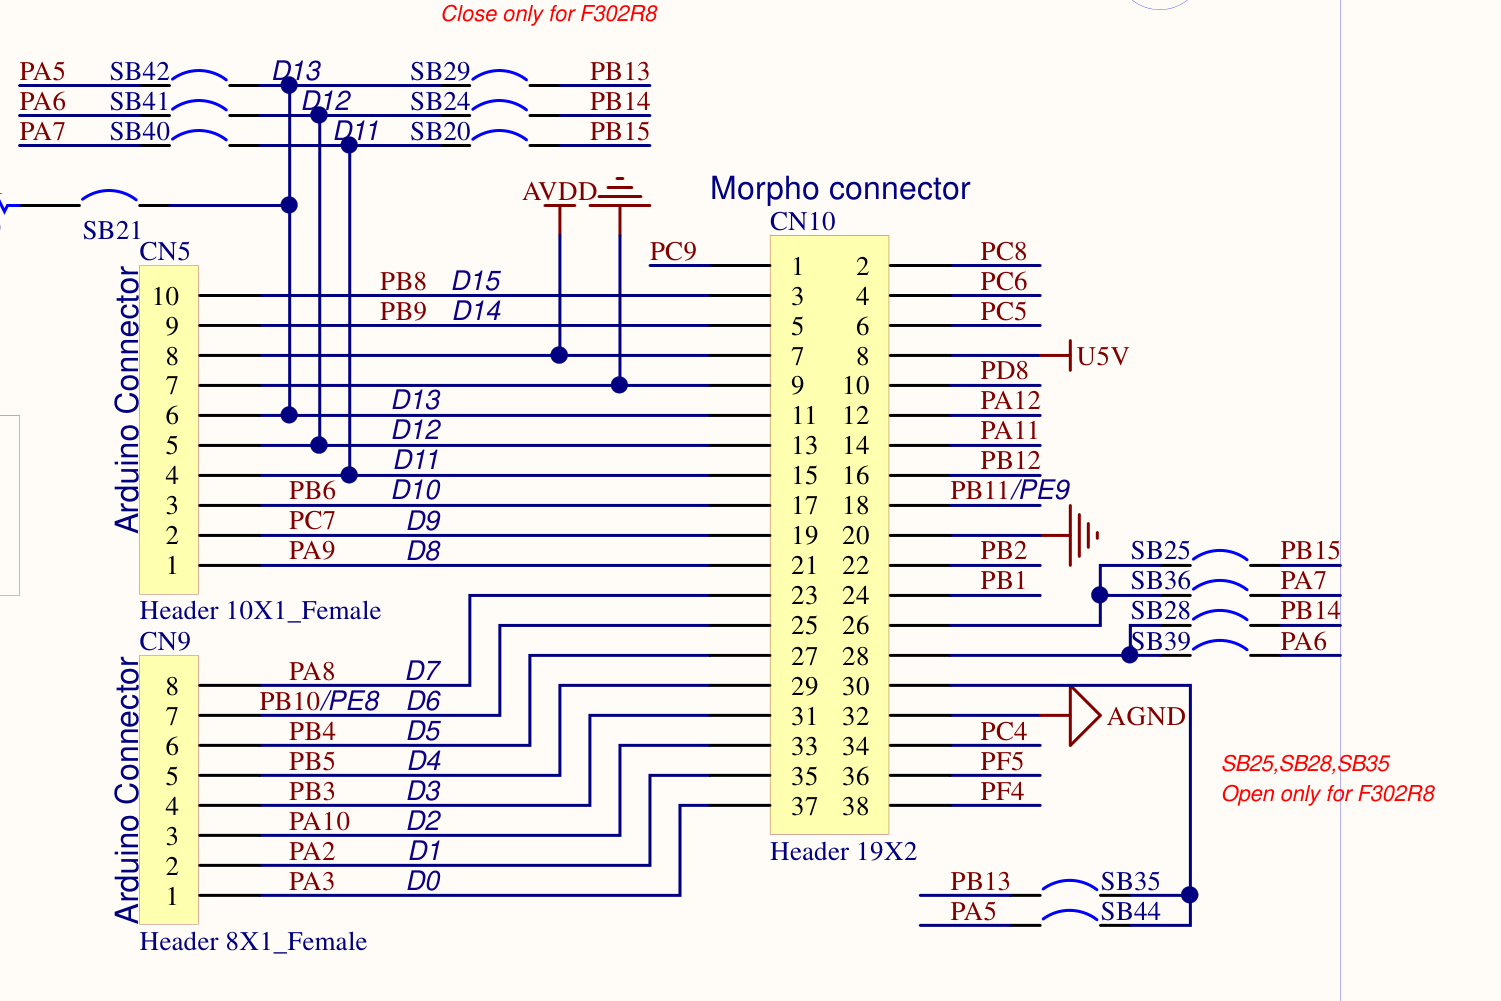 Close only for F302R8
PA5 SB42 D13 SB29 PB13
PA6 SB41 D12 SB24 PB14
PA7 SB40 D11 SB20 PB15
SB21
AVDD
Morpho connector
CN10
CN5
Arduino Connector
PC9 1 2 PC8
10 PB8 D15 3 4 PC6
9 PB9 D14 5 6 PC5
8 7 8 U5V
7 9 10 PD8
6 D13 11 12 PA12
5 D12 13 14 PA11
4 D11 15 16 PB12
3 PB6 D10 17 18 PB11/PE9
2 PC7 D9 19 20
1 PA9 D8 21 22 PB2
23 24 PB1
25 26
27 28
SB25 PB15
SB36 PA7
SB28 PB14
SB39 PA6
Header 10X1_Female
CN9
Arduino Connector
8 PA8 D7 29 30
7 PB10/PE8 D6 31 32 AGND
6 PB4 D5 33 34 PC4
5 PB5 D4 35 36 PF5
4 PB3 D3 37 38 PF4
3 PA10 D2
2 PA2 D1
1 PA3 D0
Header 8X1_Female
Header 19X2
SB25,SB28,SB35
Open only for F302R8
PB13 SB35
PA5 SB44